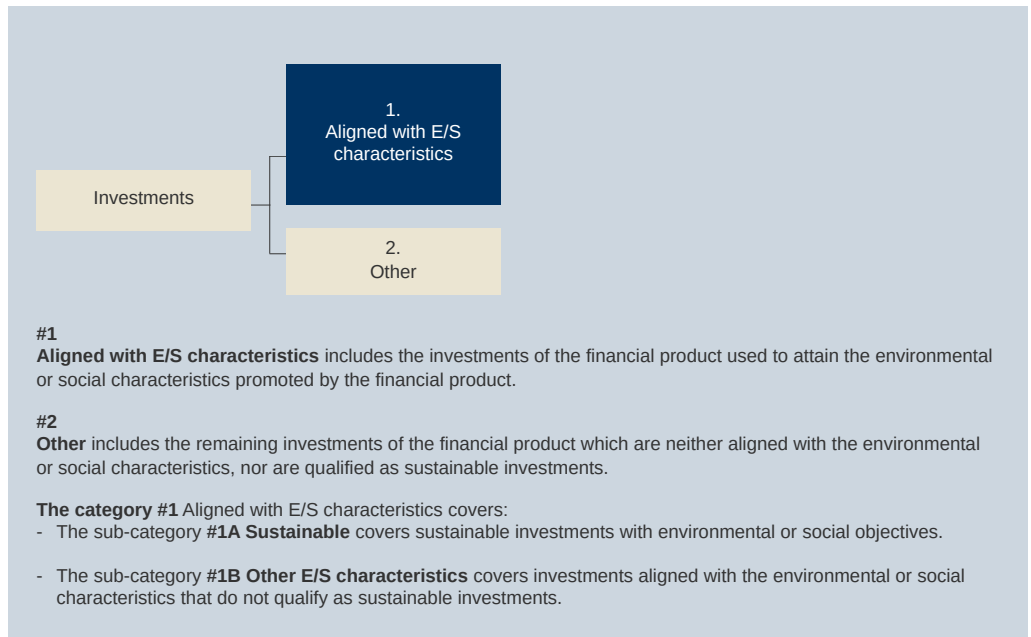 1.
Aligned with E/S
characteristics
Investments
2.
Other
#1
Aligned with E/S characteristics includes the investments of the financial product used to attain the environmental
or social characteristics promoted by the financial product.
#2
Other includes the remaining investments of the financial product which are neither aligned with the environmental
or social characteristics, nor are qualified as sustainable investments.
The category #1 Aligned with E/S characteristics covers:
- The sub-category #1A Sustainable covers sustainable investments with environmental or social objectives.
- The sub-category #1B Other E/S characteristics covers investments aligned with the environmental or social
characteristics that do not qualify as sustainable investments.